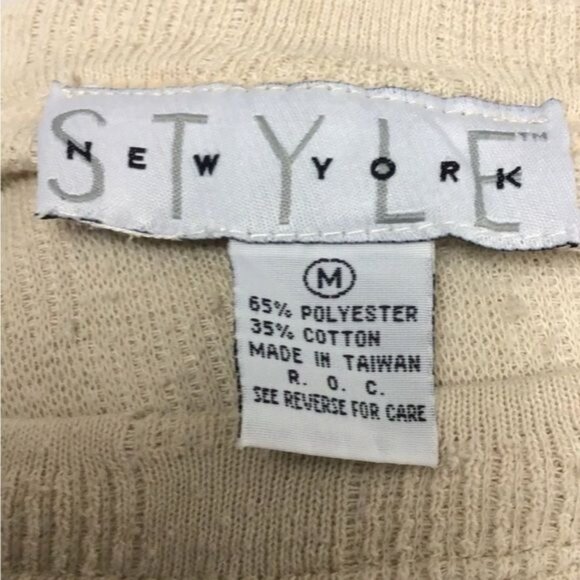 STYLE™
NEW YORK
M
65% POLYESTER
35% COTTON
MADE IN TAIWAN
R. O. C.
SEE REVERSE FOR CARE